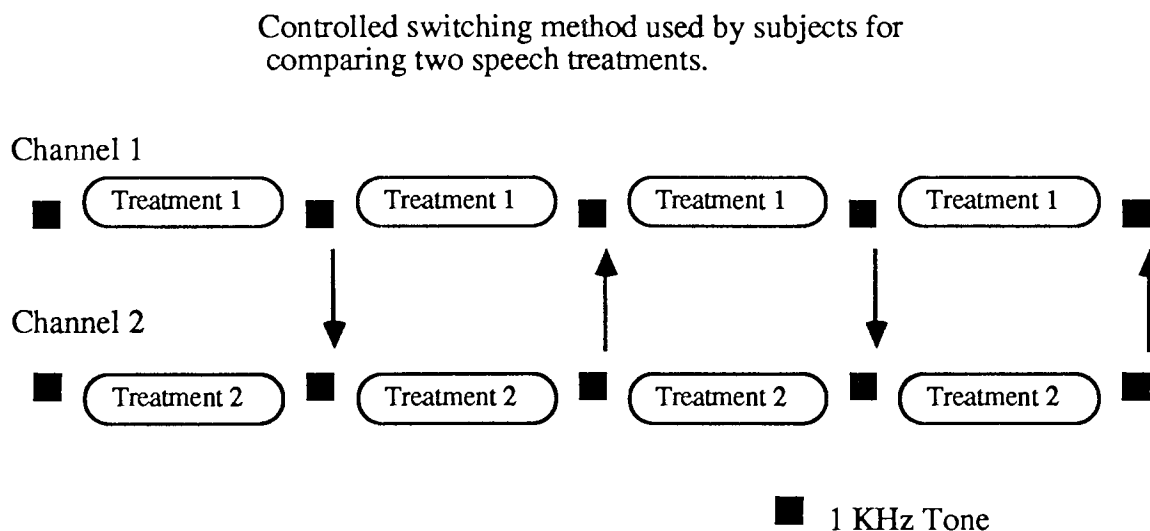 Controlled switching method used by subjects for
comparing two speech treatments.
Channel 1
Treatment 1 Treatment 1 Treatment 1 Treatment 1
Channel 2
Treatment 2 Treatment 2 Treatment 2 Treatment 2
1 KHz Tone